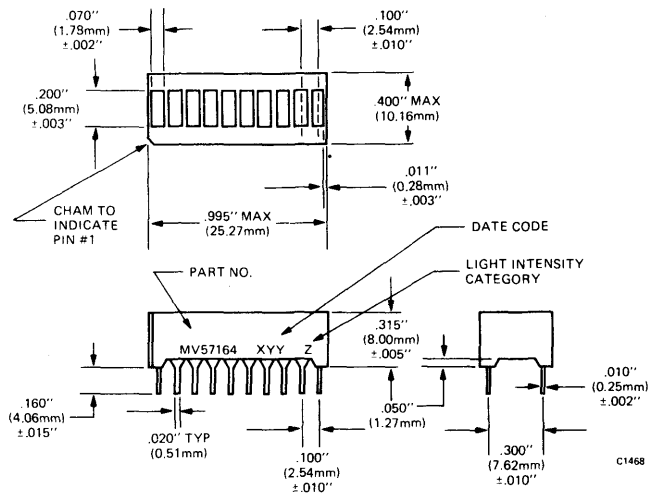 .070"
(1.78mm)
±.002"
.100"
(2.54mm)
±.010"
.200"
(5.08mm)
±.003"
.400" MAX
(10.16mm)
.011"
(0.28mm)
±.003"
CHAM TO
INDICATE
PIN #1
.995" MAX
(25.27mm)
DATE CODE
PART NO.
LIGHT INTENSITY
CATEGORY
MV57164 XYY Z
.315"
(8.00mm)
±.005"
.160"
(4.06mm)
±.015"
.020" TYP
(0.51mm)
.100"
(2.54mm)
±.010"
.050"
(1.27mm)
.010"
(0.25mm)
±.002"
.300"
(7.62mm)
±.010"
C1468